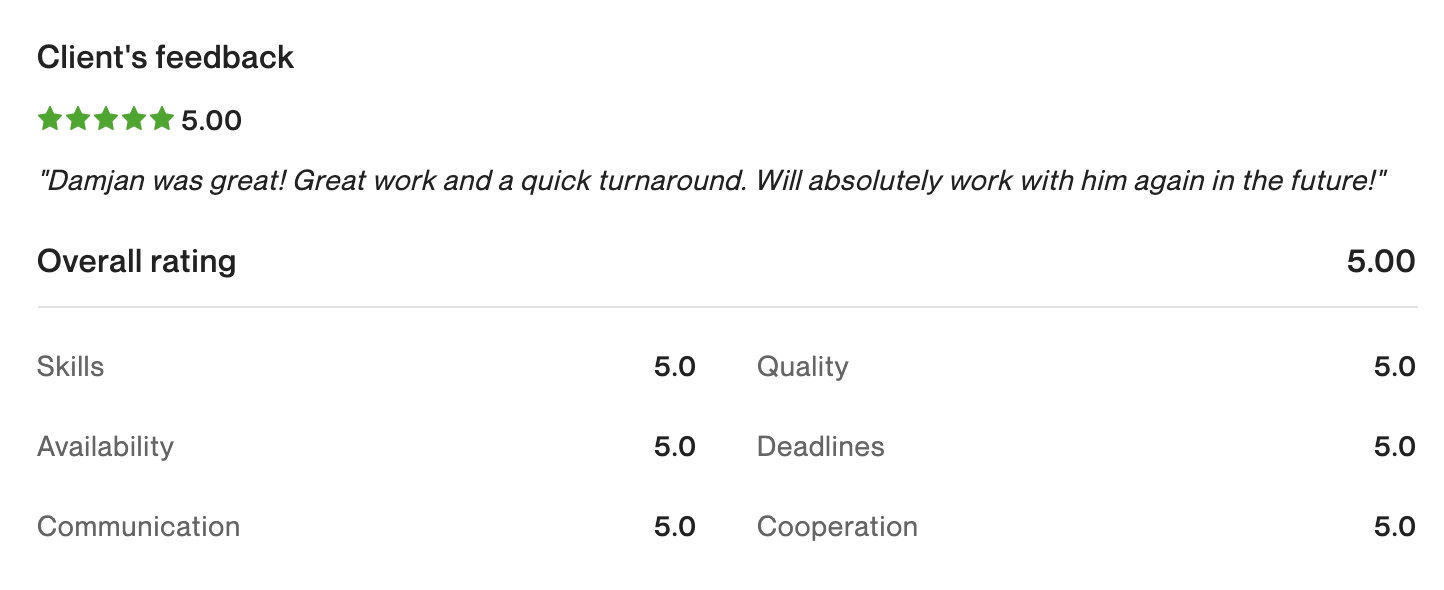 Client's feedback
5.00
"Damjan was great! Great work and a quick turnaround. Will absolutely work with him again in the future!"
Overall rating 5.00
Skills 5.0 Quality 5.0
Availability 5.0 Deadlines 5.0
Communication 5.0 Cooperation 5.0